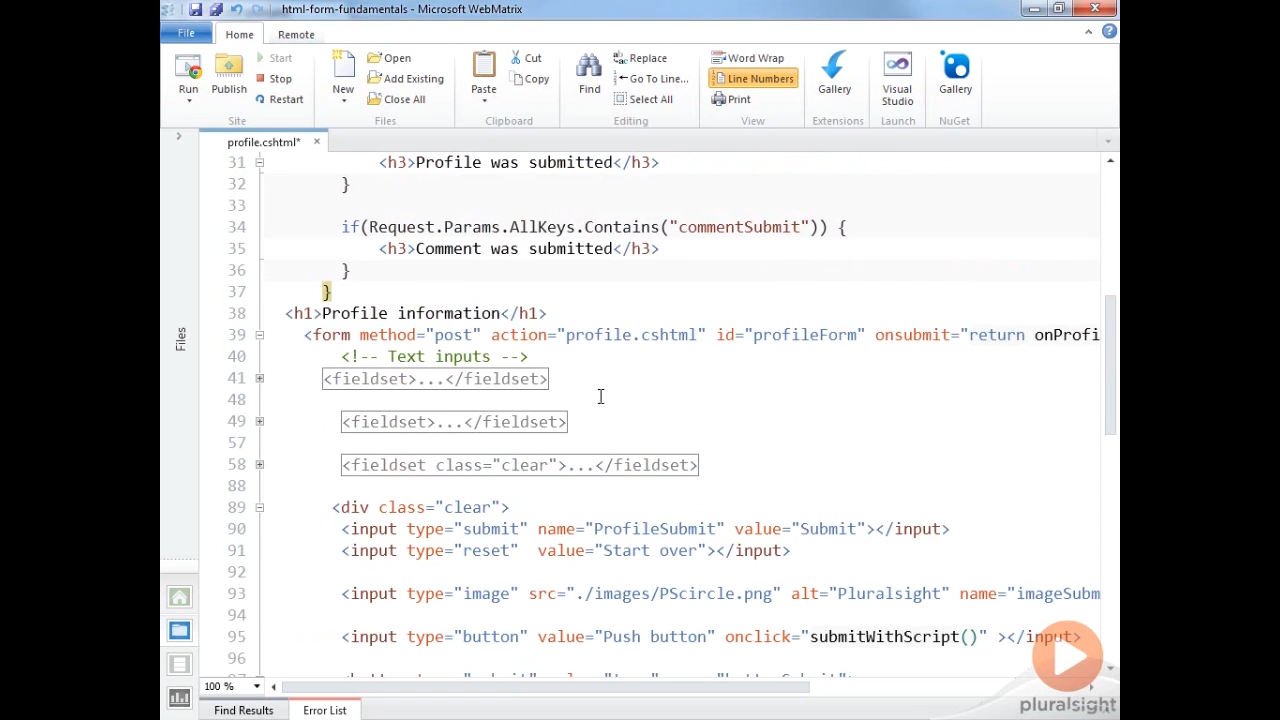 html-form-fundamentals - Microsoft WebMatrix
File Home Remote
Run Publish Start Stop Restart Site
New Open Add Existing Close All Files
Paste Cut Copy Clipboard
Find Replace Go To Line... Select All Editing
Word Wrap Line Numbers Print View
Gallery Extensions
Visual Studio Launch
Gallery NuGet
profile.cshtml*
Files
31 <h3>Profile was submitted</h3>
32 }
33
34 if(Request.Params.AllKeys.Contains("commentSubmit")) {
35 <h3>Comment was submitted</h3>
36 }
37 }
38 <h1>Profile information</h1>
39 <form method="post" action="profile.cshtml" id="profileForm" onsubmit="return onProfi
40 <!-- Text inputs -->
41 <fieldset>...</fieldset>
48
49 <fieldset>...</fieldset>
57
58 <fieldset class="clear">...</fieldset>
88
89 <div class="clear">
90 <input type="submit" name="ProfileSubmit" value="Submit"></input>
91 <input type="reset"  value="Start over"></input>
92
93 <input type="image" src="./images/PScircle.png" alt="Pluralsight" name="imageSubm
94
95 <input type="button" value="Push button" onclick="submitWithScript()" ></input>
96
100 %
Find Results Error List
pluralsight